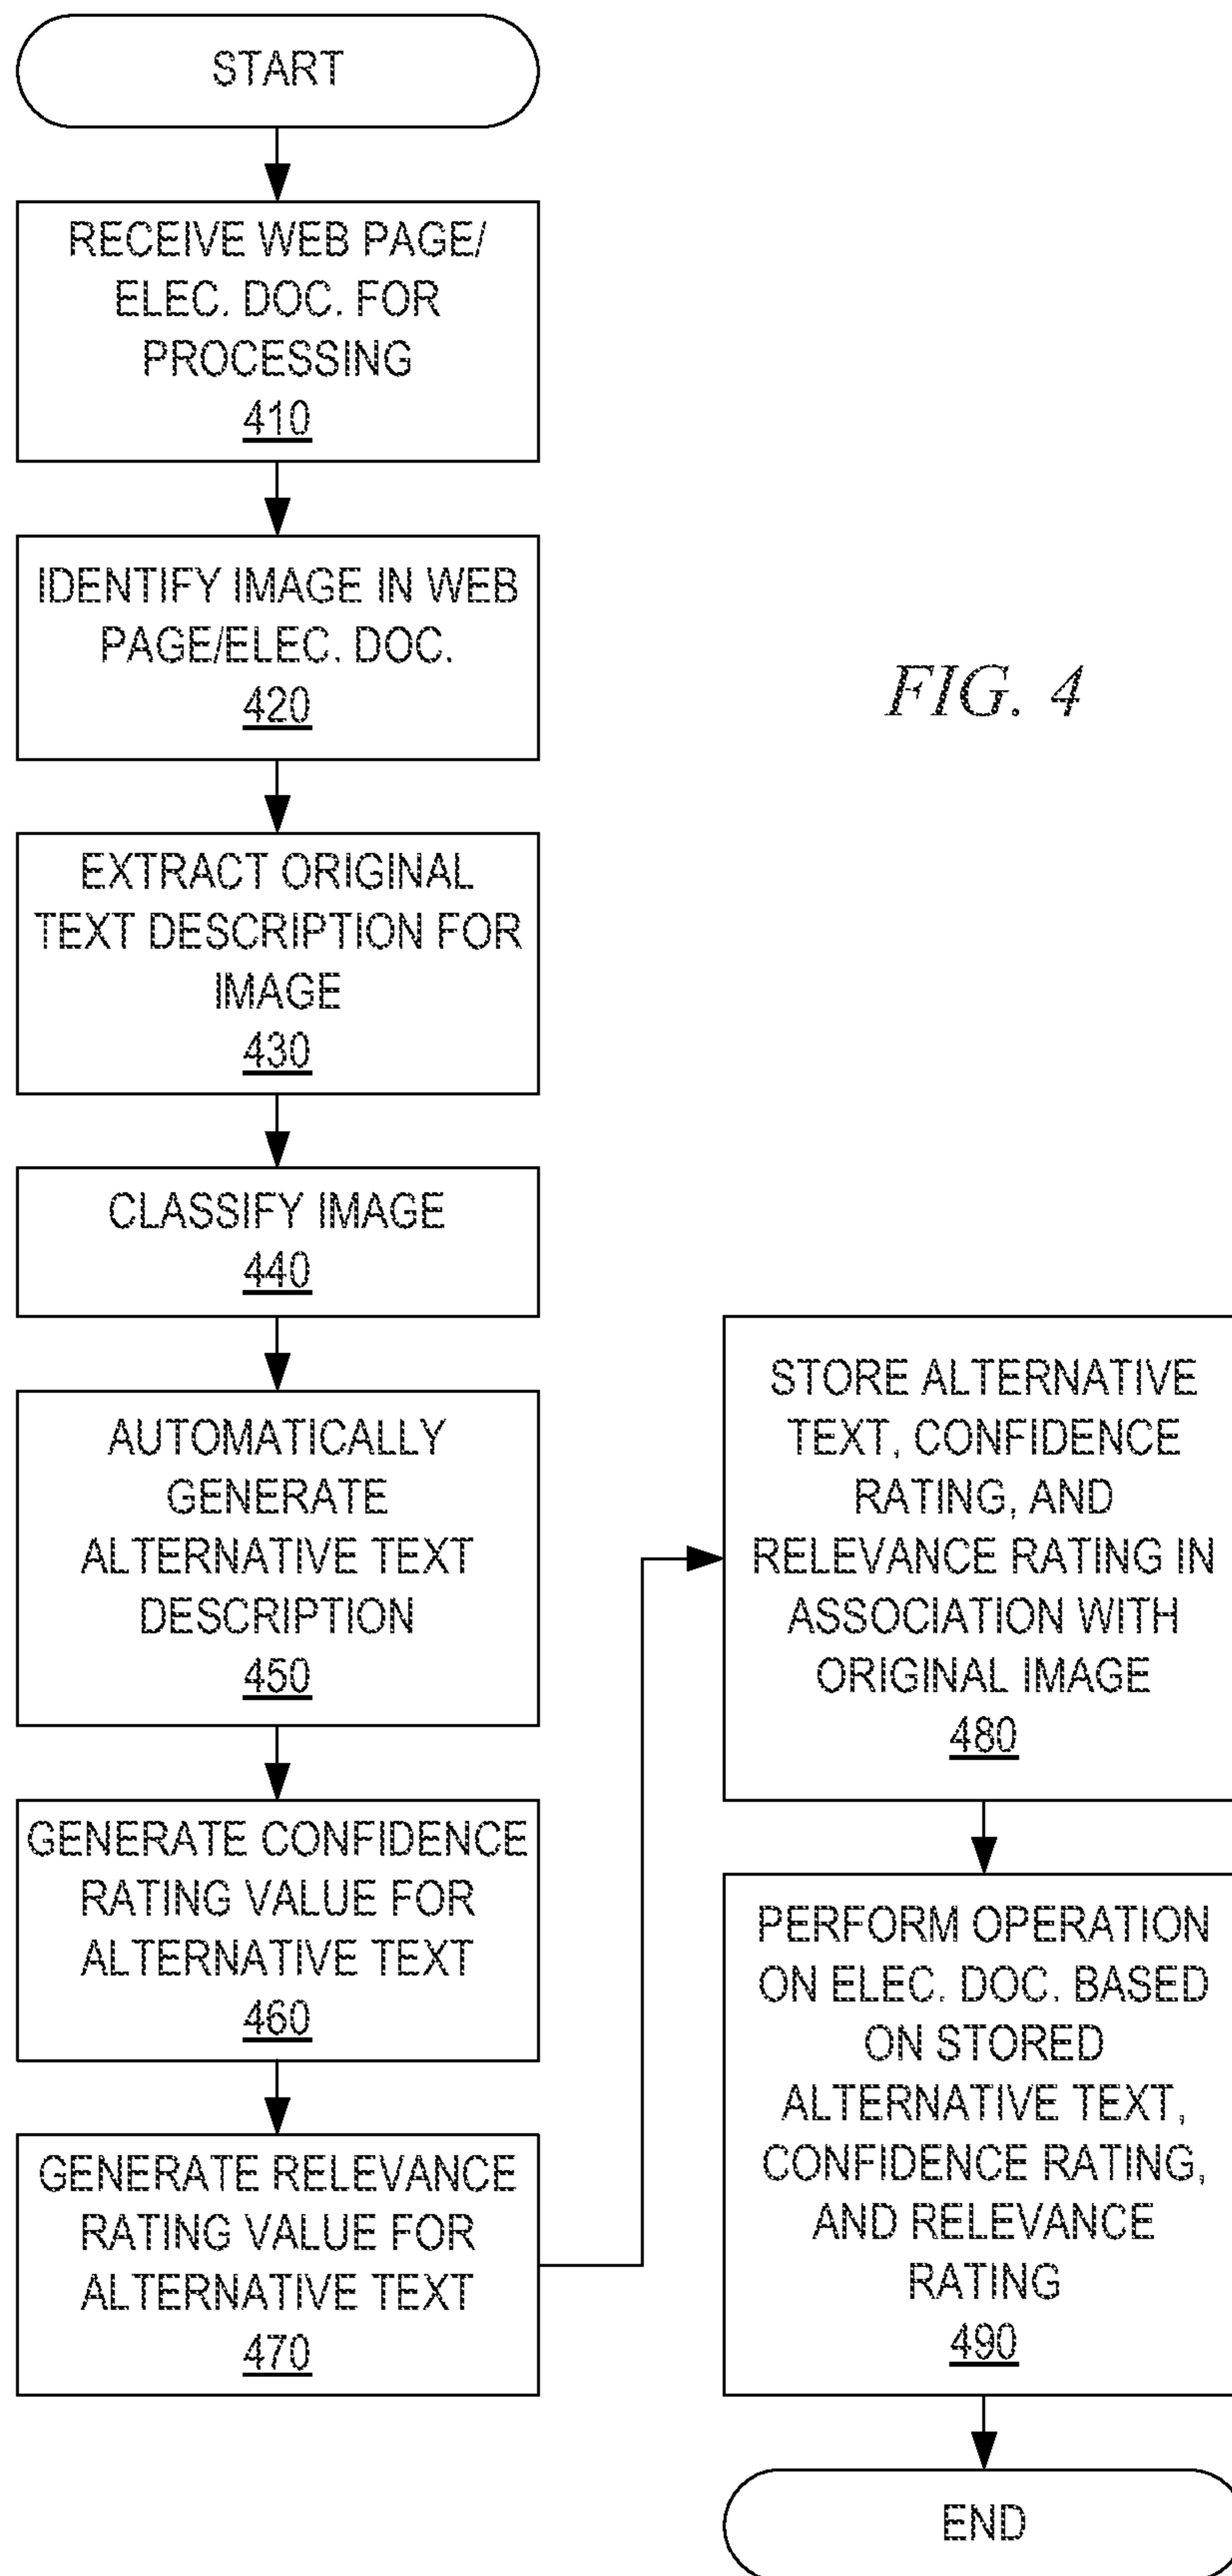 START
RECEIVE WEB PAGE/
ELEC. DOC. FOR
PROCESSING
410
IDENTIFY IMAGE IN WEB
PAGE/ELEC. DOC.
420
EXTRACT ORIGINAL
TEXT DESCRIPTION FOR
IMAGE
430
CLASSIFY IMAGE
440
AUTOMATICALLY
GENERATE
ALTERNATIVE TEXT
DESCRIPTION
450
GENERATE CONFIDENCE
RATING VALUE FOR
ALTERNATIVE TEXT
460
GENERATE RELEVANCE
RATING VALUE FOR
ALTERNATIVE TEXT
470
STORE ALTERNATIVE
TEXT, CONFIDENCE
RATING, AND
RELEVANCE RATING IN
ASSOCIATION WITH
ORIGINAL IMAGE
480
PERFORM OPERATION
ON ELEC. DOC. BASED
ON STORED
ALTERNATIVE TEXT,
CONFIDENCE RATING,
AND RELEVANCE
RATING
490
END
FIG. 4